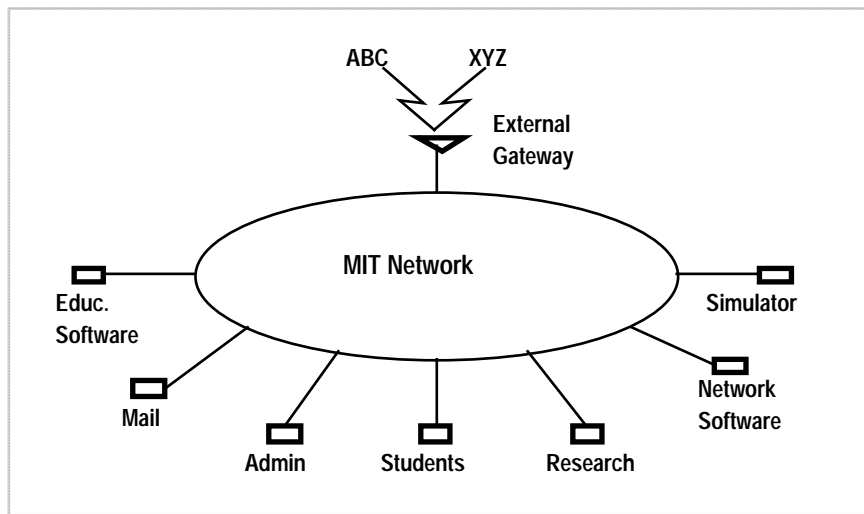 ABC XYZ
External
Gateway
MIT Network
Educ.
Software
Simulator
Mail
Network
Software
Admin Students Research